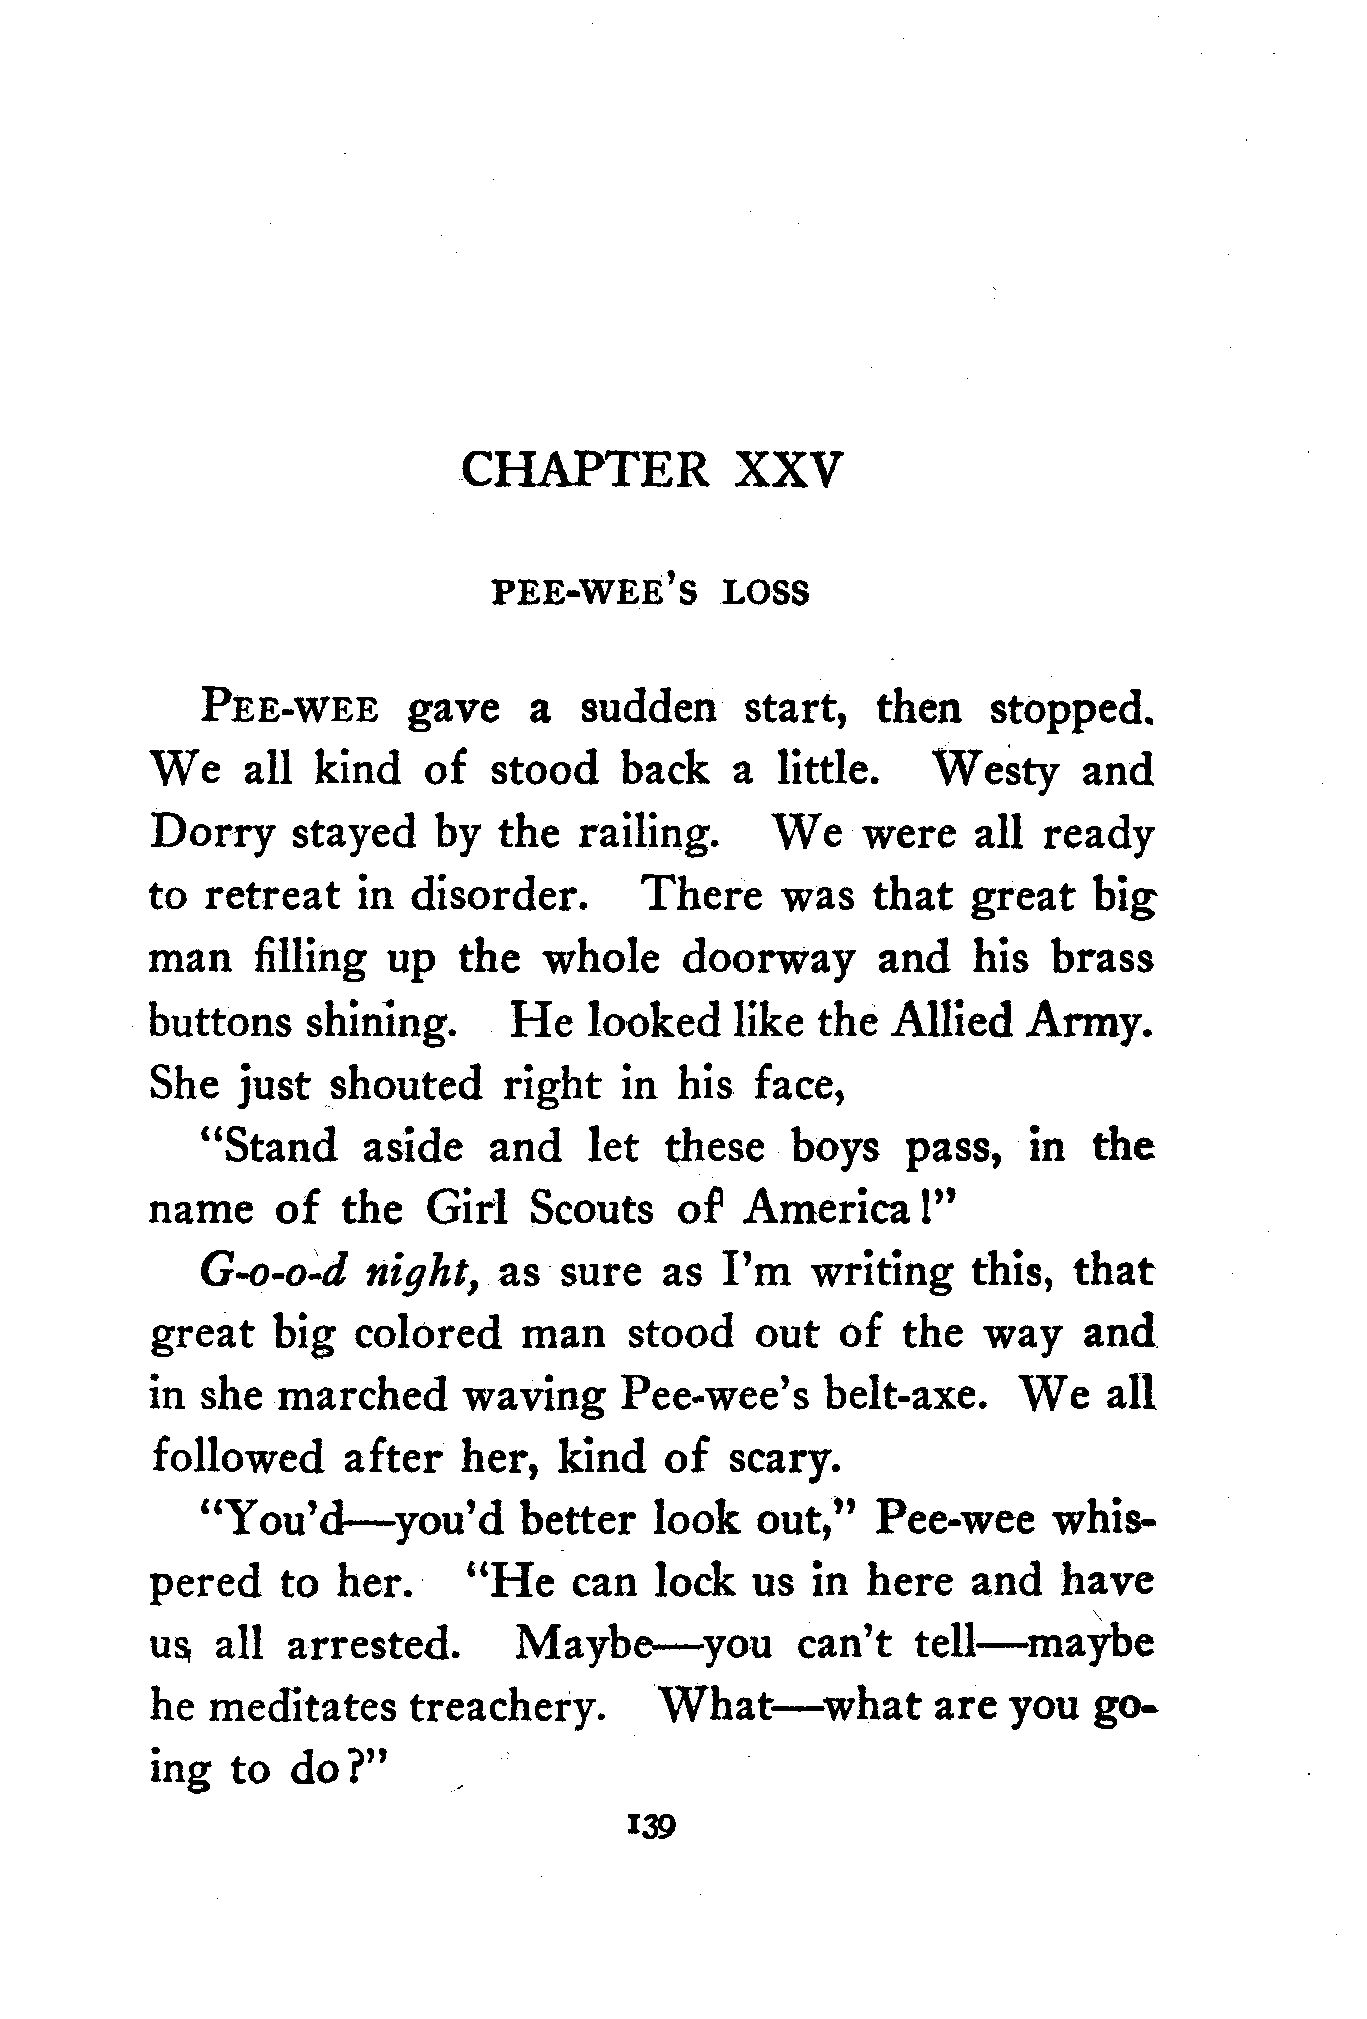 CHAPTER XXV
PEE-WEE'S LOSS
PEE-WEE gave a sudden start, then stopped.
We all kind of stood back a little. Westy and
Dorry stayed by the railing. We were all ready
to retreat in disorder. There was that great big
man filling up the whole doorway and his brass
buttons shining. He looked like the Allied Army.
She just shouted right in his face,
"Stand aside and let these boys pass, in the
name of the Girl Scouts of America!"
G-o-o-d night, as sure as I'm writing this, that
great big colored man stood out of the way and
in she marched waving Pee-wee's belt-axe. We all
followed after her, kind of scary.
"You'd—you'd better look out," Pee-wee whis-
pered to her. "He can lock us in here and have
us all arrested. Maybe—you can't tell—maybe
he meditates treachery. What—what are you go-
ing to do?"
139